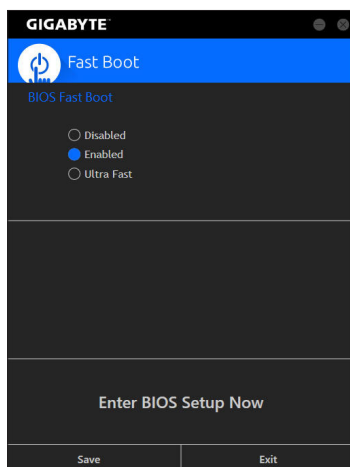 GIGABYTE
Fast Boot
BIOS Fast Boot
Disabled
Enabled
Ultra Fast
Enter BIOS Setup Now
Save Exit